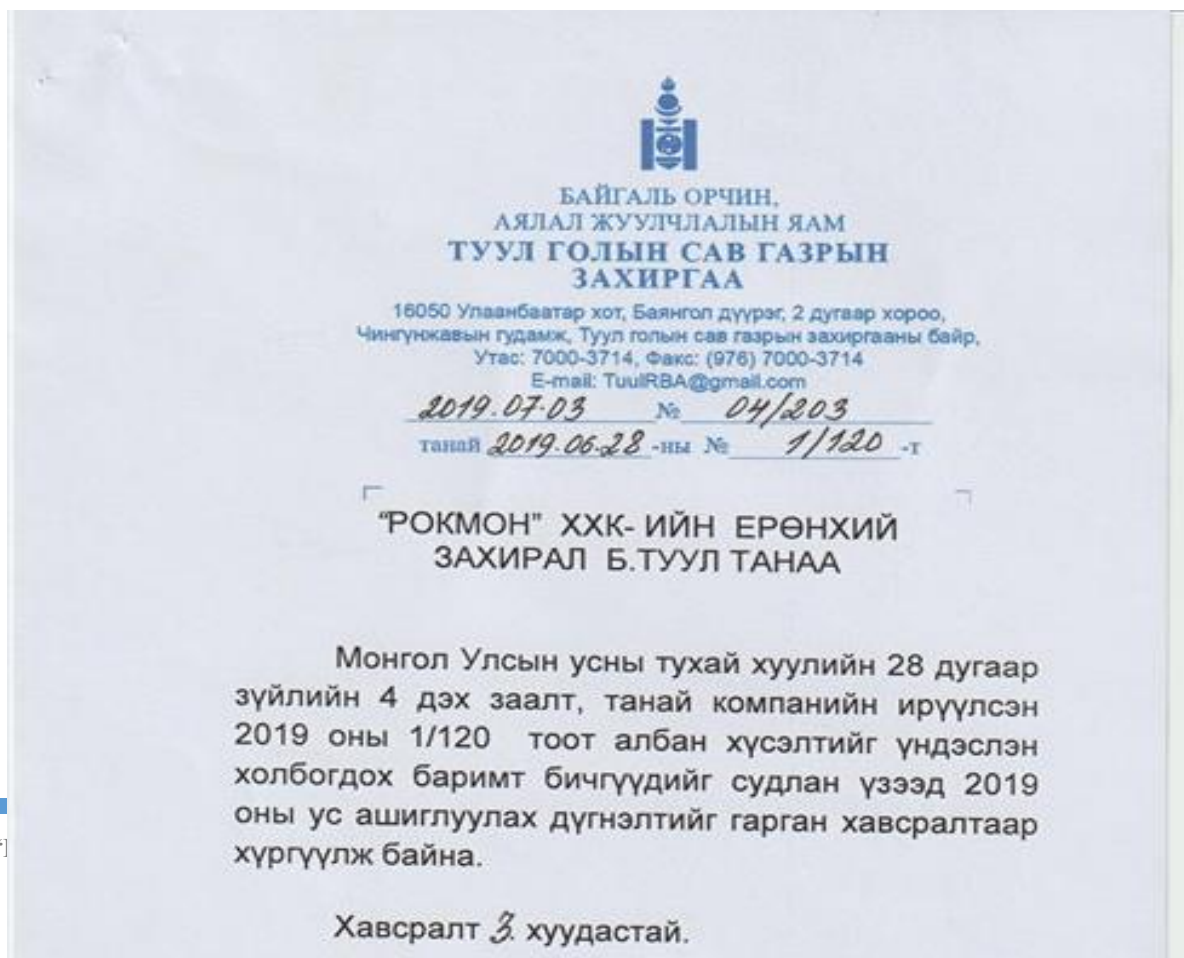 БАЙГАЛЬ ОРЧИН,
АЯЛАЛ ЖУУЛЧЛАЛЫН ЯАМ
ТУУЛ ГОЛЫН САВ ГАЗРЫН
ЗАХИРГАА
16050 Улаанбаатар хот, Баянгол дүүрэг, 2 дугаар хороо,
Чингүнжавын гудамж, Туул голын сав газрын захиргааны байр,
Утас: 7000-3714, Факс: (976) 7000-3714
E-mail: TuulRBA@gmail.com
2019.07.03 № 04/203
танай 2019.06.28 -ны № 1/120 -т
"РОКМОН" ХХК- ИЙН ЕРӨНХИЙ
ЗАХИРАЛ Б.ТУУЛ ТАНАА
Монгол Улсын усны тухай хуулийн 28 дугаар
зүйлийн 4 дэх заалт, танай компанийн ирүүлсэн
2019 оны 1/120 тоот албан хүсэлтийг үндэслэн
холбогдох баримт бичгүүдийг судлан үзээд 2019
оны ус ашиглуулах дүгнэлтийг гарган хавсралтаар
хүргүүлж байна.
Хавсралт 3 хуудастай.